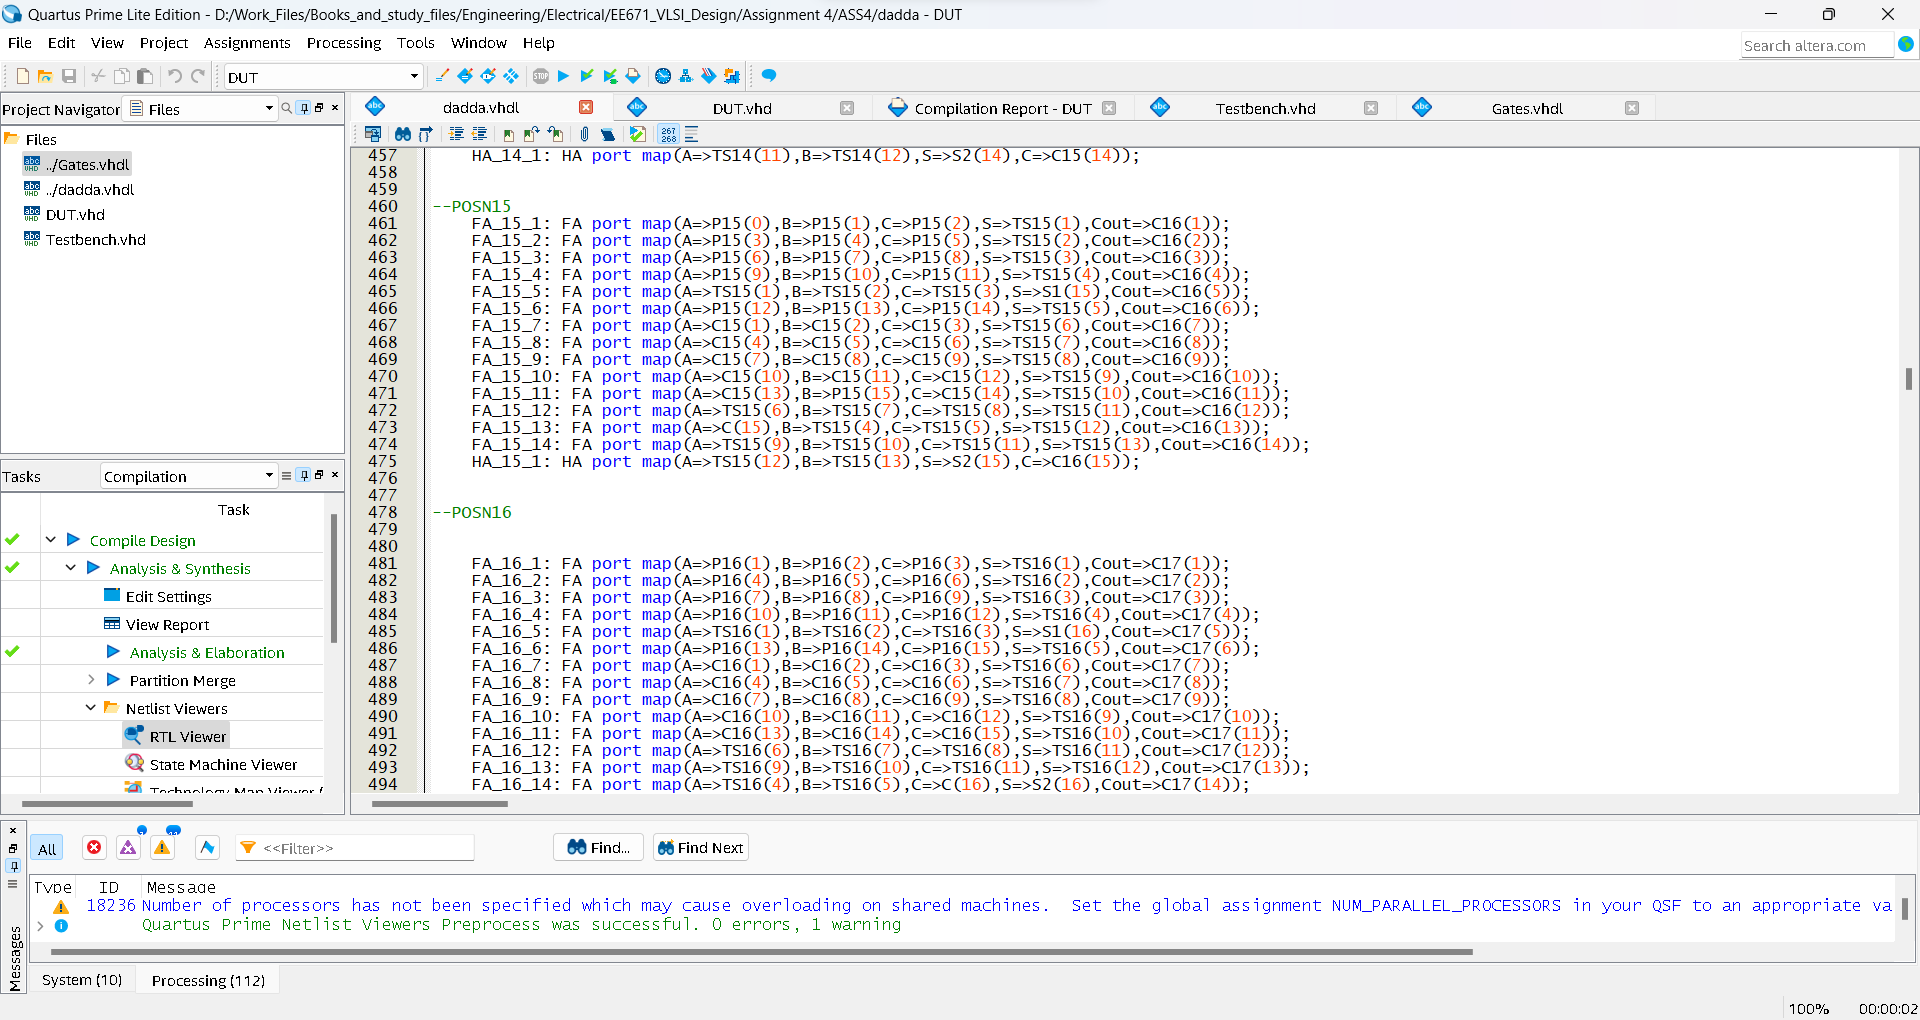 Quartus Prime Lite Edition - D:/Work_Files/Books_and_study_files/Engineering/Electrical/EE671_VLSI_Design/Assignment 4/ASS4/dadda - DUT
File Edit View Project Assignments Processing Tools Window Help
Search altera.com
DUT
Project Navigator Files
dadda.vhdl DUT.vhd Compilation Report - DUT Testbench.vhd Gates.vhdl
Files
../Gates.vhdl
../dadda.vhdl
DUT.vhd
Testbench.vhd
457 HA_14_1: HA port map(A=>TS14(11),B=>TS14(12),S=>S2(14),C=>C15(14));
458
459
460 --POSN15
461 FA_15_1: FA port map(A=>P15(0),B=>P15(1),C=>P15(2),S=>TS15(1),Cout=>C16(1));
462 FA_15_2: FA port map(A=>P15(3),B=>P15(4),C=>P15(5),S=>TS15(2),Cout=>C16(2));
463 FA_15_3: FA port map(A=>P15(6),B=>P15(7),C=>P15(8),S=>TS15(3),Cout=>C16(3));
464 FA_15_4: FA port map(A=>P15(9),B=>P15(10),C=>P15(11),S=>TS15(4),Cout=>C16(4));
465 FA_15_5: FA port map(A=>TS15(1),B=>TS15(2),C=>TS15(3),S=>S1(15),Cout=>C16(5));
466 FA_15_6: FA port map(A=>P15(12),B=>P15(13),C=>P15(14),S=>TS15(5),Cout=>C16(6));
467 FA_15_7: FA port map(A=>C15(1),B=>C15(2),C=>C15(3),S=>TS15(6),Cout=>C16(7));
468 FA_15_8: FA port map(A=>C15(4),B=>C15(5),C=>C15(6),S=>TS15(7),Cout=>C16(8));
469 FA_15_9: FA port map(A=>C15(7),B=>C15(8),C=>C15(9),S=>TS15(8),Cout=>C16(9));
470 FA_15_10: FA port map(A=>C15(10),B=>C15(11),C=>C15(12),S=>TS15(9),Cout=>C16(10));
471 FA_15_11: FA port map(A=>C15(13),B=>P15(15),C=>C15(14),S=>TS15(10),Cout=>C16(11));
472 FA_15_12: FA port map(A=>TS15(6),B=>TS15(7),C=>TS15(8),S=>TS15(11),Cout=>C16(12));
473 FA_15_13: FA port map(A=>C(15),B=>TS15(4),C=>TS15(5),S=>TS15(12),Cout=>C16(13));
474 FA_15_14: FA port map(A=>TS15(9),B=>TS15(10),C=>TS15(11),S=>TS15(13),Cout=>C16(14));
475 HA_15_1: HA port map(A=>TS15(12),B=>TS15(13),S=>S2(15),C=>C16(15));
476
477
478 --POSN16
479
480
481 FA_16_1: FA port map(A=>P16(1),B=>P16(2),C=>P16(3),S=>TS16(1),Cout=>C17(1));
482 FA_16_2: FA port map(A=>P16(4),B=>P16(5),C=>P16(6),S=>TS16(2),Cout=>C17(2));
483 FA_16_3: FA port map(A=>P16(7),B=>P16(8),C=>P16(9),S=>TS16(3),Cout=>C17(3));
484 FA_16_4: FA port map(A=>P16(10),B=>P16(11),C=>P16(12),S=>TS16(4),Cout=>C17(4));
485 FA_16_5: FA port map(A=>TS16(1),B=>TS16(2),C=>TS16(3),S=>S1(16),Cout=>C17(5));
486 FA_16_6: FA port map(A=>P16(13),B=>P16(14),C=>P16(15),S=>TS16(5),Cout=>C17(6));
487 FA_16_7: FA port map(A=>C16(1),B=>C16(2),C=>C16(3),S=>TS16(6),Cout=>C17(7));
488 FA_16_8: FA port map(A=>C16(4),B=>C16(5),C=>C16(6),S=>TS16(7),Cout=>C17(8));
489 FA_16_9: FA port map(A=>C16(7),B=>C16(8),C=>C16(9),S=>TS16(8),Cout=>C17(9));
490 FA_16_10: FA port map(A=>C16(10),B=>C16(11),C=>C16(12),S=>TS16(9),Cout=>C17(10));
491 FA_16_11: FA port map(A=>C16(13),B=>C16(14),C=>C16(15),S=>TS16(10),Cout=>C17(11));
492 FA_16_12: FA port map(A=>TS16(6),B=>TS16(7),C=>TS16(8),S=>TS16(11),Cout=>C17(12));
493 FA_16_13: FA port map(A=>TS16(9),B=>TS16(10),C=>TS16(11),S=>TS16(12),Cout=>C17(13));
494 FA_16_14: FA port map(A=>TS16(4),B=>TS16(5),C=>C(16),S=>S2(16),Cout=>C17(14));
Tasks Compilation
Task
Compile Design
Analysis & Synthesis
Edit Settings
View Report
Analysis & Elaboration
Partition Merge
Netlist Viewers
RTL Viewer
State Machine Viewer
Technology Map Viewer (
All <<Filter>> Find... Find Next
Type ID Message
18236 Number of processors has not been specified which may cause overloading on shared machines. Set the global assignment NUM_PARALLEL_PROCESSORS in your QSF to an appropriate va
Quartus Prime Netlist Viewers Preprocess was successful. 0 errors, 1 warning
Messages
System (10) Processing (112)
100% 00:00:02